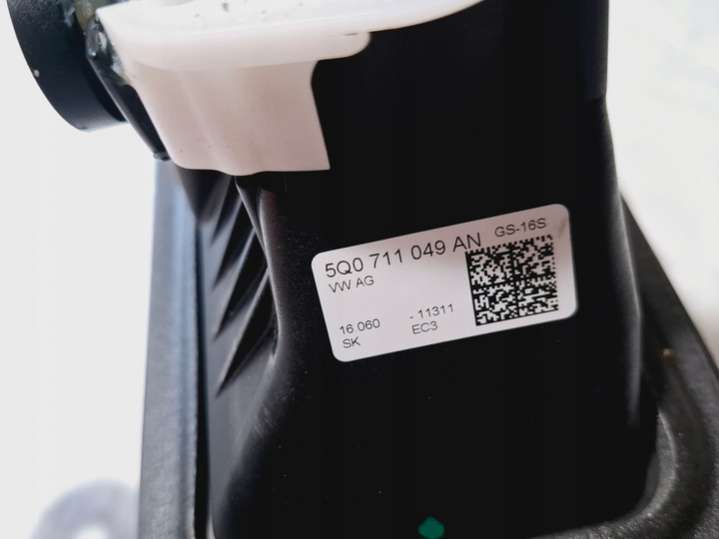 5Q0 711 049 AN GS-16S
VW AG
16 060 - 11311
SK EC3